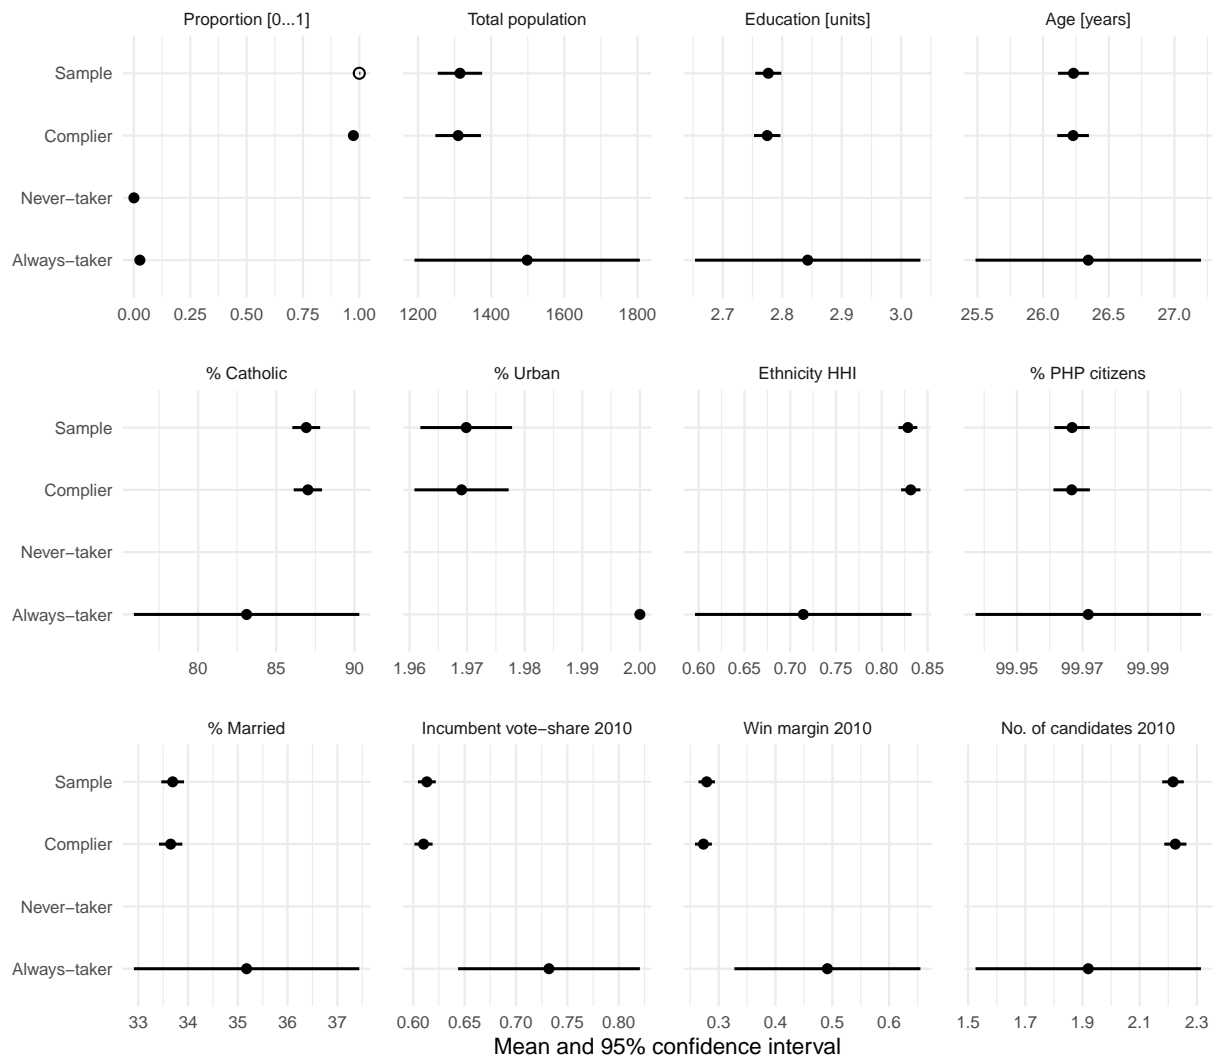 Proportion [0...1] Total population Education [units] Age [years]
Sample
Complier
Never−taker
Always−taker
0.00 0.25 0.50 0.75 1.00 1200 1400 1600 1800 2.7 2.8 2.9 3.0 25.5 26.0 26.5 27.0
% Catholic % Urban Ethnicity HHI % PHP citizens
Sample
Complier
Never−taker
Always−taker
80 85 90 1.96 1.97 1.98 1.99 2.00 0.60 0.65 0.70 0.75 0.80 0.85 99.95 99.97 99.99
% Married Incumbent vote−share 2010 Win margin 2010 No. of candidates 2010
Sample
Complier
Never−taker
Always−taker
33 34 35 36 37 0.60 0.65 0.70 0.75 0.80 0.3 0.4 0.5 0.6 1.5 1.7 1.9 2.1 2.3
Mean and 95% confidence interval